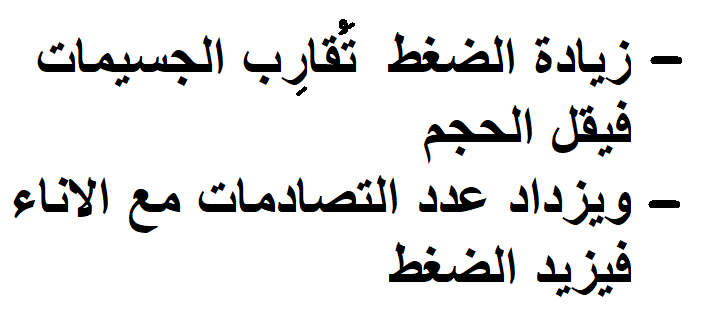 – زيادة الضغط تُقارِب الجسيمات
فيقل الحجم
– ويزداد عدد التصادمات مع الاناء
فيزيد الضغط